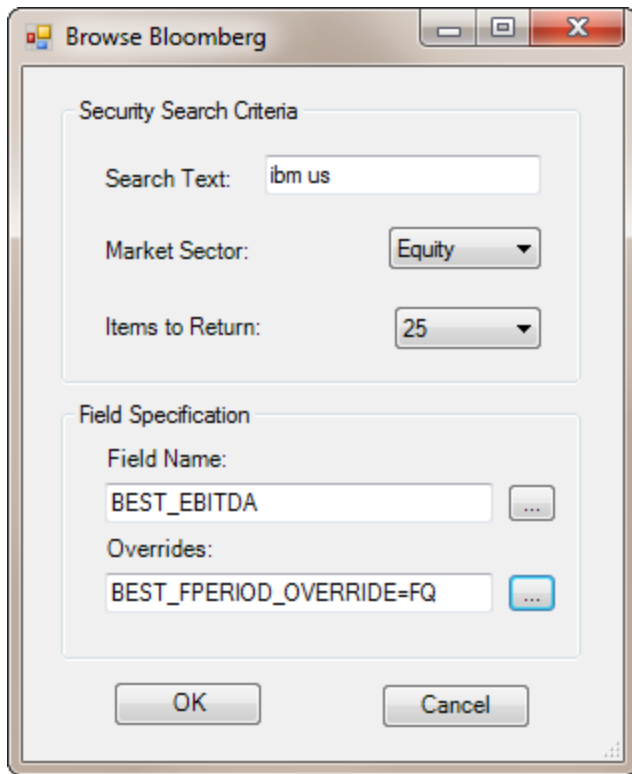 Browse Bloomberg
Security Search Criteria
Search Text: ibm us
Market Sector: Equity
Items to Return: 25
Field Specification
Field Name:
BEST_EBITDA
...
Overrides:
BEST_FPERIOD_OVERRIDE=FQ
...
OK Cancel